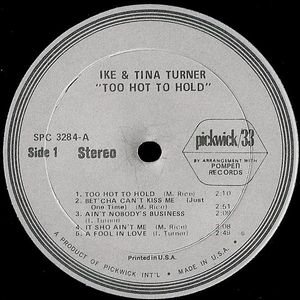 IKE & TINA TURNER
"TOO HOT TO HOLD"
SPC 3284-A
Side 1 Stereo
pickwick/33
BY ARRANGEMENT WITH
POMPEII
RECORDS
1. TOO HOT TO HOLD (M. Rice) 2:10
2. BET'CHA CAN'T KISS ME (Just
One Time) (M. Rice) 2:51
3. AIN'T NOBODY'S BUSINESS
(I. Turner)
4. IT SHO AIN'T ME (M. Rice) 3:08
5. A FOOL IN LOVE (I. Turner) 2:45
Printed in U.S.A.
A PRODUCT OF PICKWICK INT'L • MADE IN U.S.A.